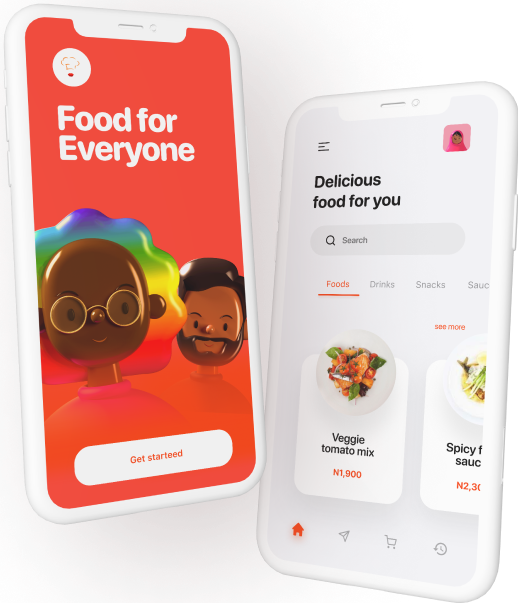 Food for
Everyone
Get starteed
Delicious
food for you
Search
Foods Drinks Snacks Sauc
see more
Veggie
tomato mix
N1,900
Spicy f
sauc
N2,30